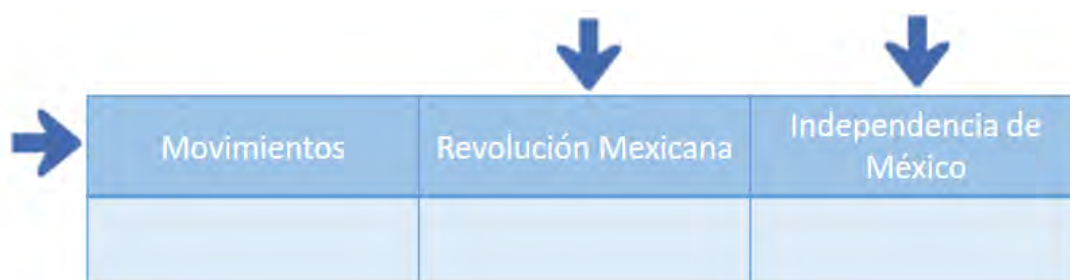 Movimientos
Revolución Mexicana
Independencia de
México